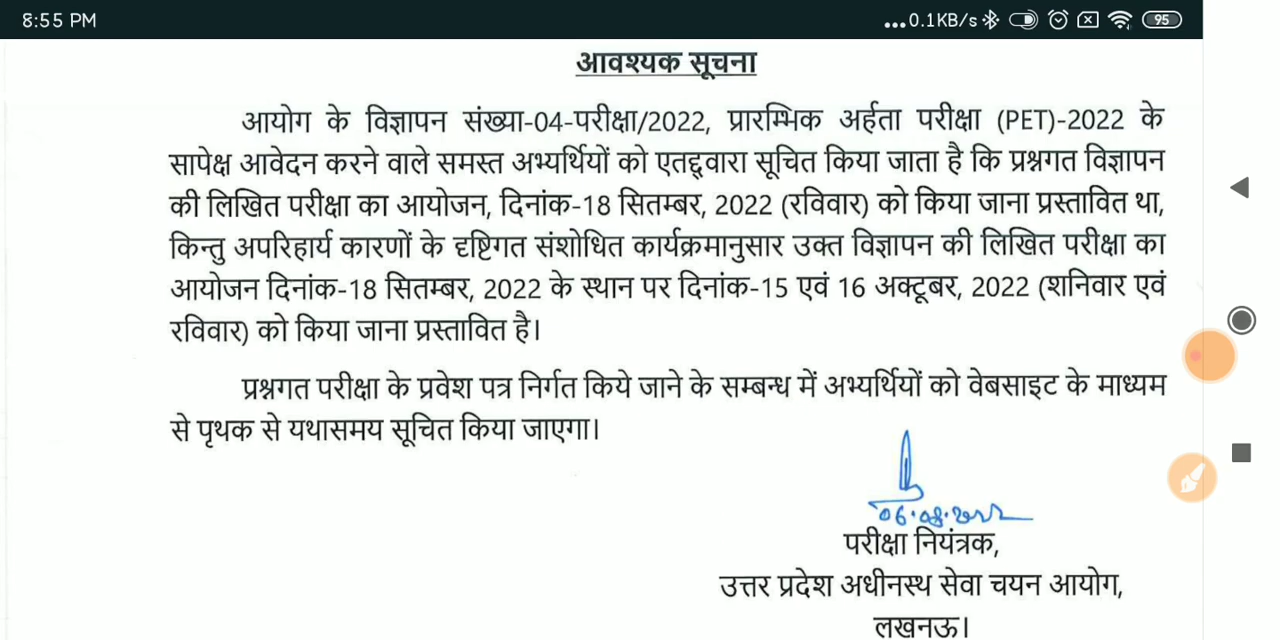 8:55 PM
...0.1KB/s
95
आवश्यक सूचना
आयोग के विज्ञापन संख्या-04-परीक्षा/2022, प्रारम्भिक अर्हता परीक्षा (PET)-2022 के
सापेक्ष आवेदन करने वाले समस्त अभ्यर्थियों को एतद्द्वारा सूचित किया जाता है कि प्रश्नगत विज्ञापन
की लिखित परीक्षा का आयोजन, दिनांक-18 सितम्बर, 2022 (रविवार) को किया जाना प्रस्तावित था,
किन्तु अपरिहार्य कारणों के दृष्टिगत संशोधित कार्यक्रमानुसार उक्त विज्ञापन की लिखित परीक्षा का
आयोजन दिनांक-18 सितम्बर, 2022 के स्थान पर दिनांक-15 एवं 16 अक्टूबर, 2022 (शनिवार एवं
रविवार) को किया जाना प्रस्तावित है।
प्रश्नगत परीक्षा के प्रवेश पत्र निर्गत किये जाने के सम्बन्ध में अभ्यर्थियों को वेबसाइट के माध्यम
से पृथक से यथासमय सूचित किया जाएगा।
06.08.2022
परीक्षा नियंत्रक,
उत्तर प्रदेश अधीनस्थ सेवा चयन आयोग,
लखनऊ।